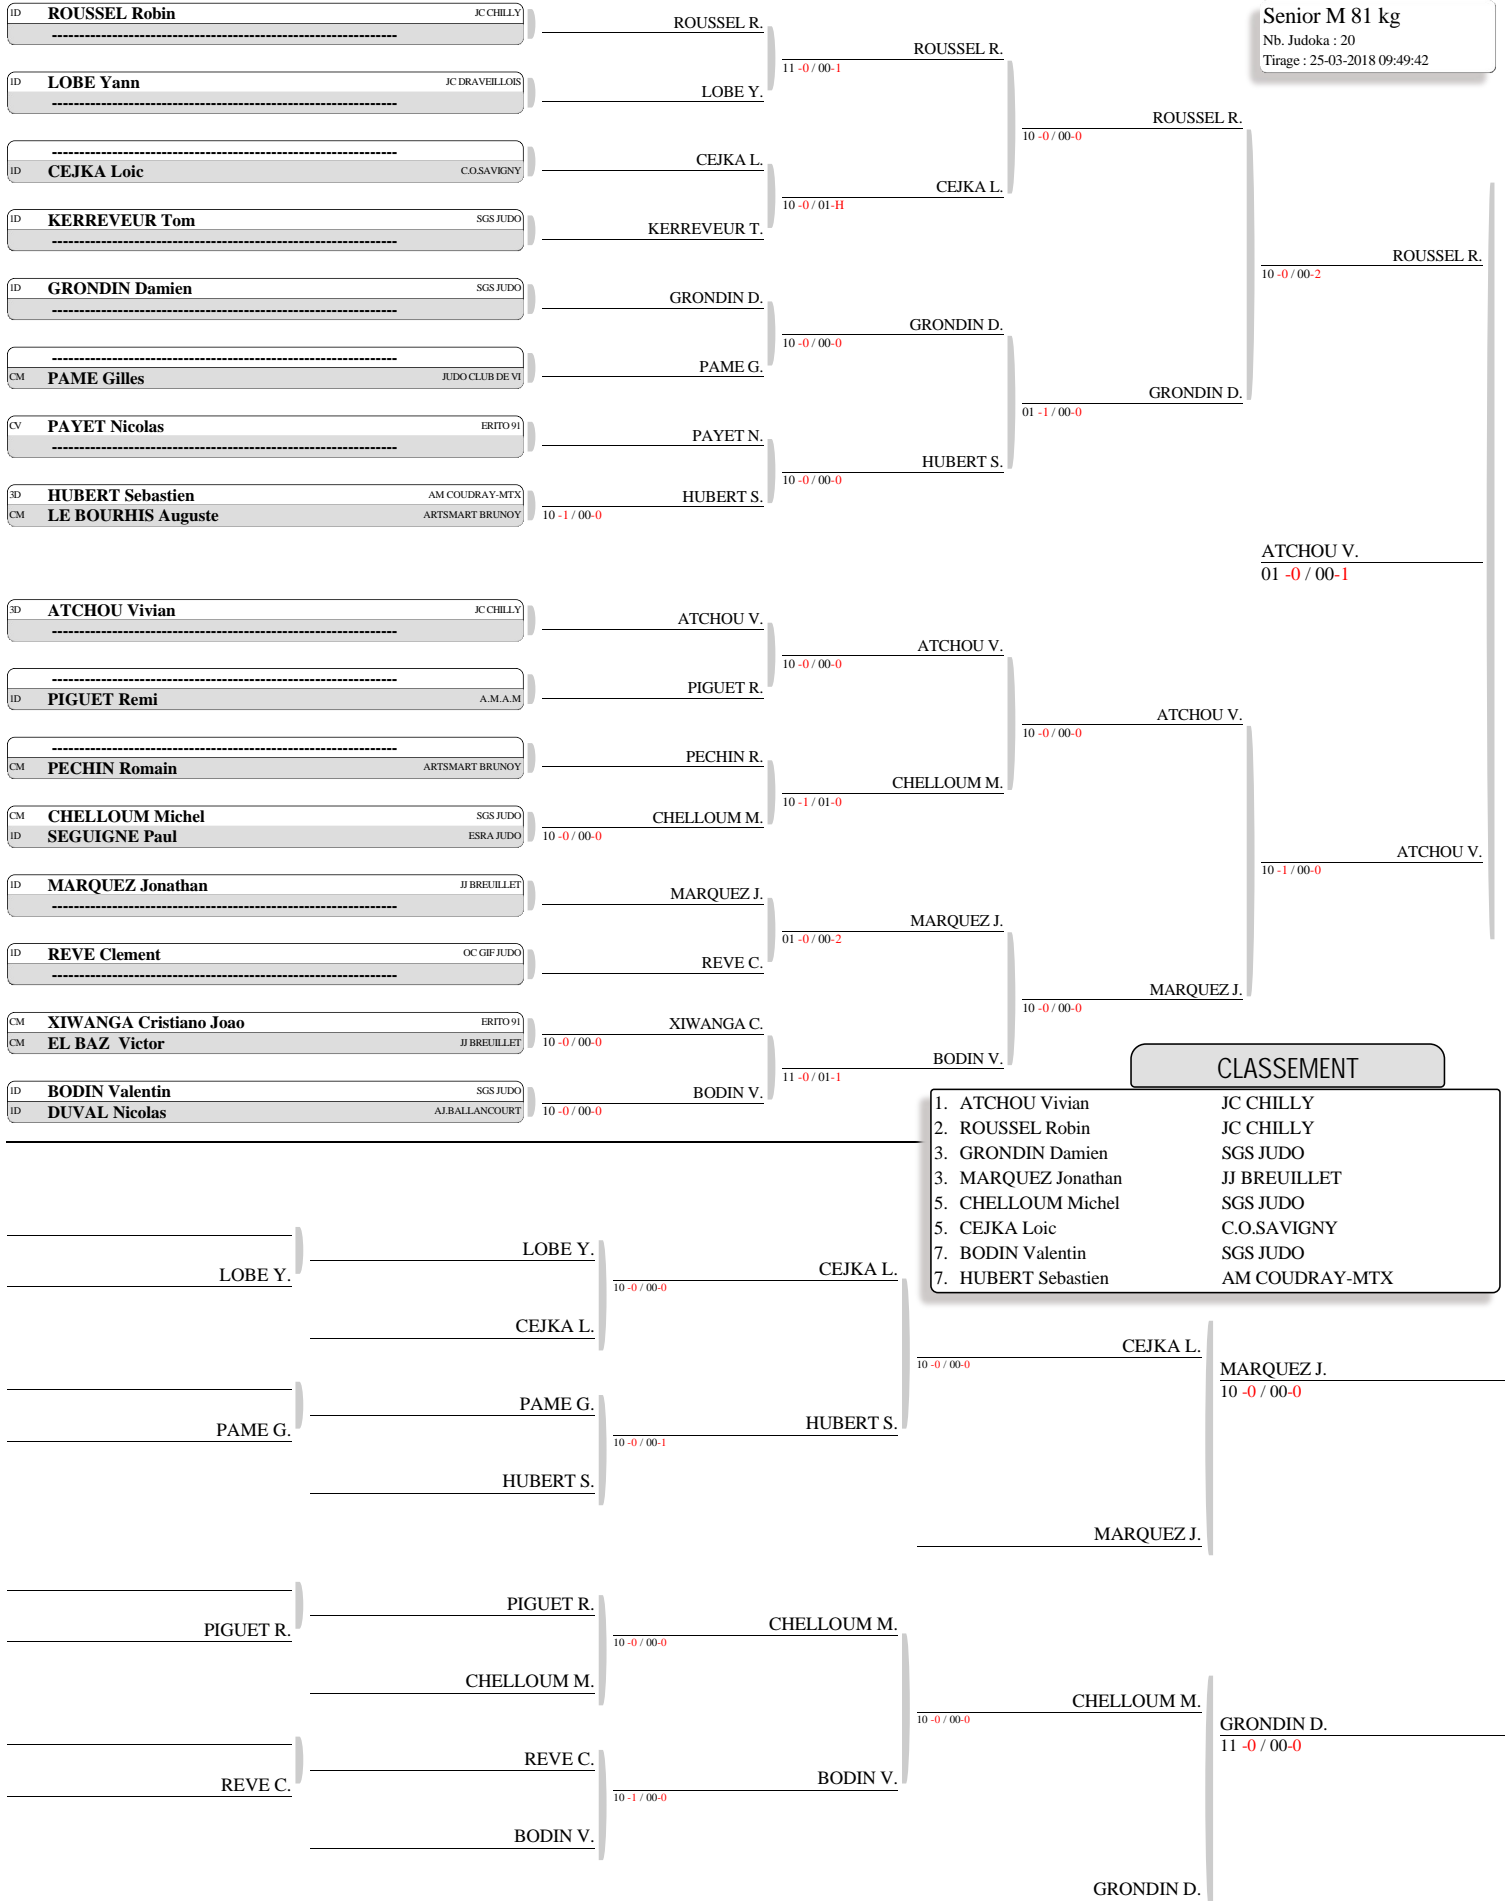 Senior M 81 kg
Nb. Judoka : 20
Tirage : 25-03-2018 09:49:42
1D ROUSSEL Robin JC CHILLY
------------------------------------------------------------------
1D LOBE Yann JC DRAVEILLOIS
------------------------------------------------------------------
------------------------------------------------------------------
1D CEJKA Loic C.O.SAVIGNY
1D KERREVEUR Tom SGS JUDO
------------------------------------------------------------------
1D GRONDIN Damien SGS JUDO
------------------------------------------------------------------
------------------------------------------------------------------
CM PAME Gilles JUDO CLUB DE VI
CV PAYET Nicolas ERITO 91
------------------------------------------------------------------
3D HUBERT Sebastien AM COUDRAY-MTX
CM LE BOURHIS Auguste ARTSMART BRUNOY
3D ATCHOU Vivian JC CHILLY
------------------------------------------------------------------
------------------------------------------------------------------
1D PIGUET Remi A.M.A.M
------------------------------------------------------------------
CM PECHIN Romain ARTSMART BRUNOY
CM CHELLOUM Michel SGS JUDO
1D SEGUIGNE Paul ESRA JUDO
1D MARQUEZ Jonathan JJ BREUILLET
------------------------------------------------------------------
1D REVE Clement OC GIF JUDO
------------------------------------------------------------------
CM XIWANGA Cristiano Joao ERITO 91
CM EL BAZ Victor JJ BREUILLET
1D BODIN Valentin SGS JUDO
1D DUVAL Nicolas AJ.BALLANCOURT
ROUSSEL R.
LOBE Y.
CEJKA L.
KERREVEUR T.
GRONDIN D.
PAME G.
PAYET N.
HUBERT S.
10 -1 / 00-0
ATCHOU V.
PIGUET R.
PECHIN R.
CHELLOUM M.
10 -0 / 00-0
MARQUEZ J.
REVE C.
XIWANGA C.
10 -0 / 00-0
BODIN V.
10 -0 / 00-0
ROUSSEL R.
11 -0 / 00-1
CEJKA L.
10 -0 / 01-H
GRONDIN D.
10 -0 / 00-0
HUBERT S.
10 -0 / 00-0
ATCHOU V.
10 -0 / 00-0
CHELLOUM M.
10 -1 / 01-0
MARQUEZ J.
01 -0 / 00-2
BODIN V.
11 -0 / 01-1
ROUSSEL R.
10 -0 / 00-0
GRONDIN D.
01 -1 / 00-0
ATCHOU V.
10 -0 / 00-0
MARQUEZ J.
10 -0 / 00-0
ROUSSEL R.
10 -0 / 00-2
ATCHOU V.
01 -0 / 00-1
ATCHOU V.
10 -1 / 00-0
CLASSEMENT
1. ATCHOU Vivian JC CHILLY
2. ROUSSEL Robin JC CHILLY
3. GRONDIN Damien SGS JUDO
3. MARQUEZ Jonathan JJ BREUILLET
5. CHELLOUM Michel SGS JUDO
5. CEJKA Loic C.O.SAVIGNY
7. BODIN Valentin SGS JUDO
7. HUBERT Sebastien AM COUDRAY-MTX
LOBE Y.
PAME G.
PIGUET R.
REVE C.
LOBE Y.
CEJKA L.
PAME G.
HUBERT S.
PIGUET R.
CHELLOUM M.
REVE C.
BODIN V.
CEJKA L.
10 -0 / 00-0
HUBERT S.
10 -0 / 00-1
CHELLOUM M.
10 -0 / 00-0
BODIN V.
10 -1 / 00-0
CEJKA L.
10 -0 / 00-0
MARQUEZ J.
CHELLOUM M.
10 -0 / 00-0
GRONDIN D.
MARQUEZ J.
10 -0 / 00-0
GRONDIN D.
11 -0 / 00-0